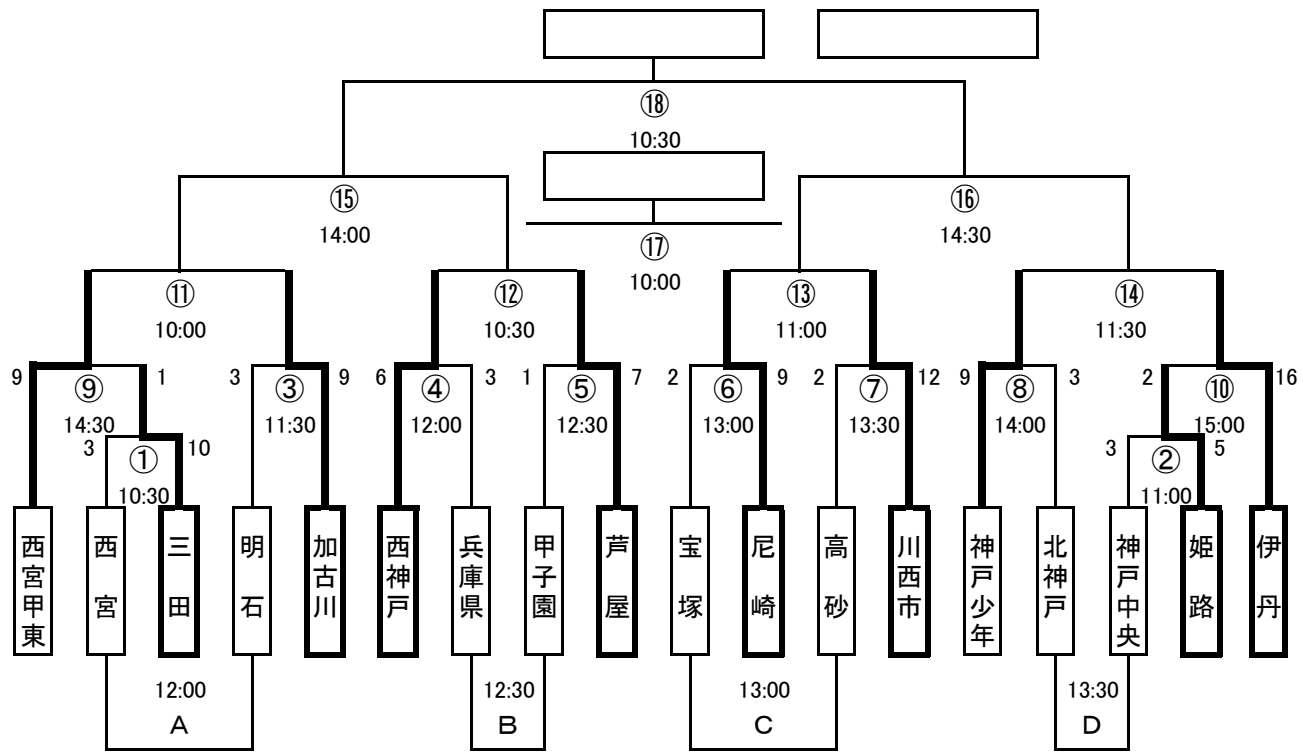 ⑱
10:30
⑮
14:00
⑯
14:30
⑰
10:00
⑪
10:00
⑫
10:30
⑬
11:00
⑭
11:30
9 ⑨ 1
14:30
3 ③ 9
11:30
6 ④ 3
12:00
1 ⑤ 7
12:30
2 ⑥ 9
13:00
2 ⑦ 12
13:30
9 ⑧ 3
14:00
2 ⑩ 16
15:00
3 ① 10
10:30
3 ② 5
11:00
西宮甲東
西宮
三田
明石
加古川
西神戸
兵庫県
甲子園
芦屋
宝塚
尼崎
高砂
川西市
神戸少年
北神戸
神戸中央
姫路
伊丹
12:00
A
12:30
B
13:00
C
13:30
D